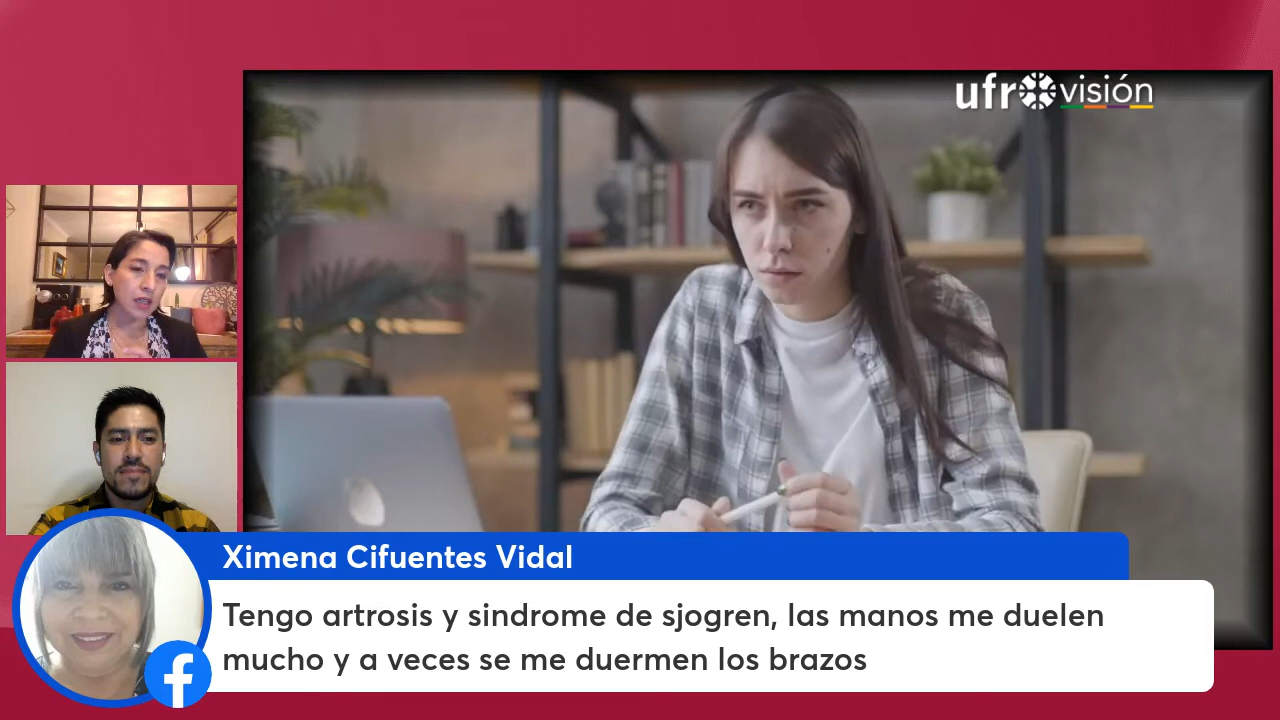 ufrovisión
Ximena Cifuentes Vidal
Tengo artrosis y sindrome de sjogren, las manos me duelen
mucho y a veces se me duermen los brazos